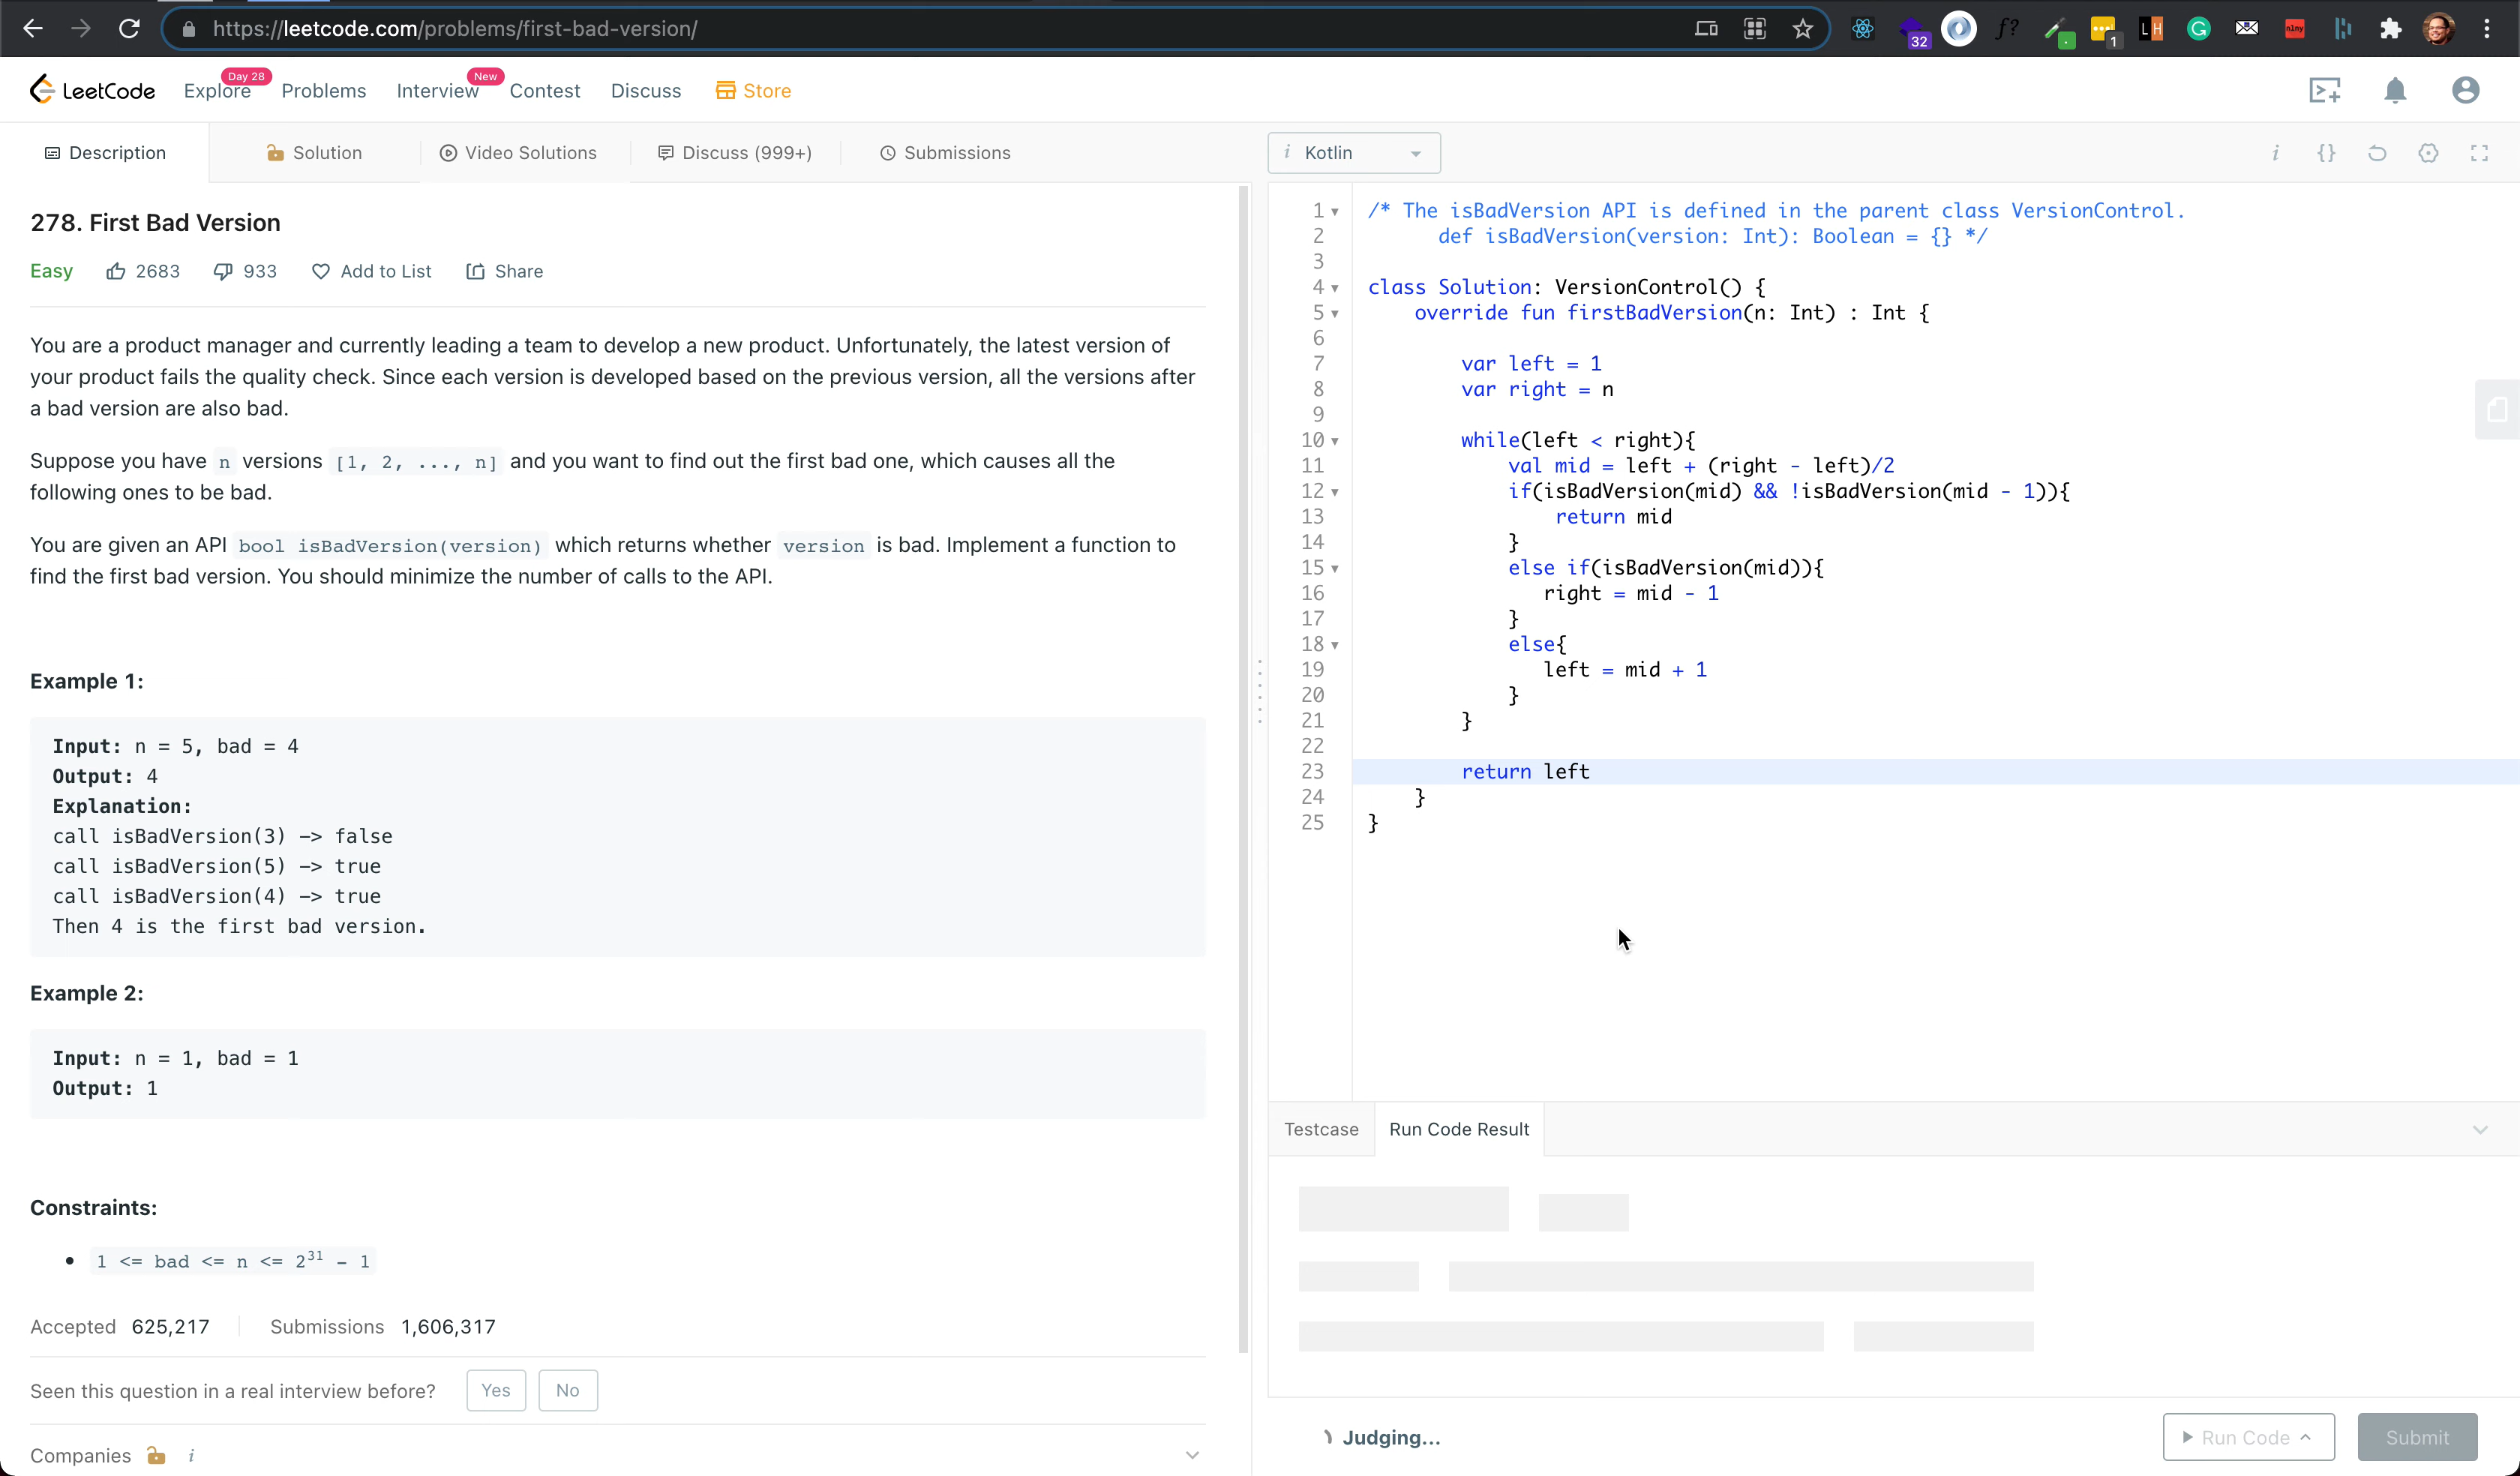 https://leetcode.com/problems/first-bad-version/
32
f?
1
LH
nlny
LeetCode
Explore
Day 28
Problems
Interview
New
Contest
Discuss
Store
Description
Solution
Video Solutions
Discuss (999+)
Submissions
278. First Bad Version
Easy
2683
933
Add to List
Share
You are a product manager and currently leading a team to develop a new product. Unfortunately, the latest version of
your product fails the quality check. Since each version is developed based on the previous version, all the versions after
a bad version are also bad.
Suppose you have n versions [1, 2, ..., n] and you want to find out the first bad one, which causes all the
following ones to be bad.
You are given an API bool isBadVersion(version) which returns whether version is bad. Implement a function to
find the first bad version. You should minimize the number of calls to the API.
Example 1:
Input: n = 5, bad = 4
Output: 4
Explanation:
call isBadVersion(3) -> false
call isBadVersion(5) -> true
call isBadVersion(4) -> true
Then 4 is the first bad version.
Example 2:
Input: n = 1, bad = 1
Output: 1
Constraints:
• 1 <= bad <= n <= 2³¹ - 1
Accepted 625,217
Submissions 1,606,317
Seen this question in a real interview before?
Yes
No
Companies
i
i Kotlin
i {}
1 /* The isBadVersion API is defined in the parent class VersionControl.
2 def isBadVersion(version: Int): Boolean = {} */
3
4 class Solution: VersionControl() {
5 override fun firstBadVersion(n: Int) : Int {
6
7 var left = 1
8 var right = n
9
10 while(left < right){
11 val mid = left + (right - left)/2
12 if(isBadVersion(mid) && !isBadVersion(mid - 1)){
13 return mid
14 }
15 else if(isBadVersion(mid)){
16 right = mid - 1
17 }
18 else{
19 left = mid + 1
20 }
21 }
22
23 return left
24 }
25 }
Testcase
Run Code Result
Judging...
Run Code
Submit